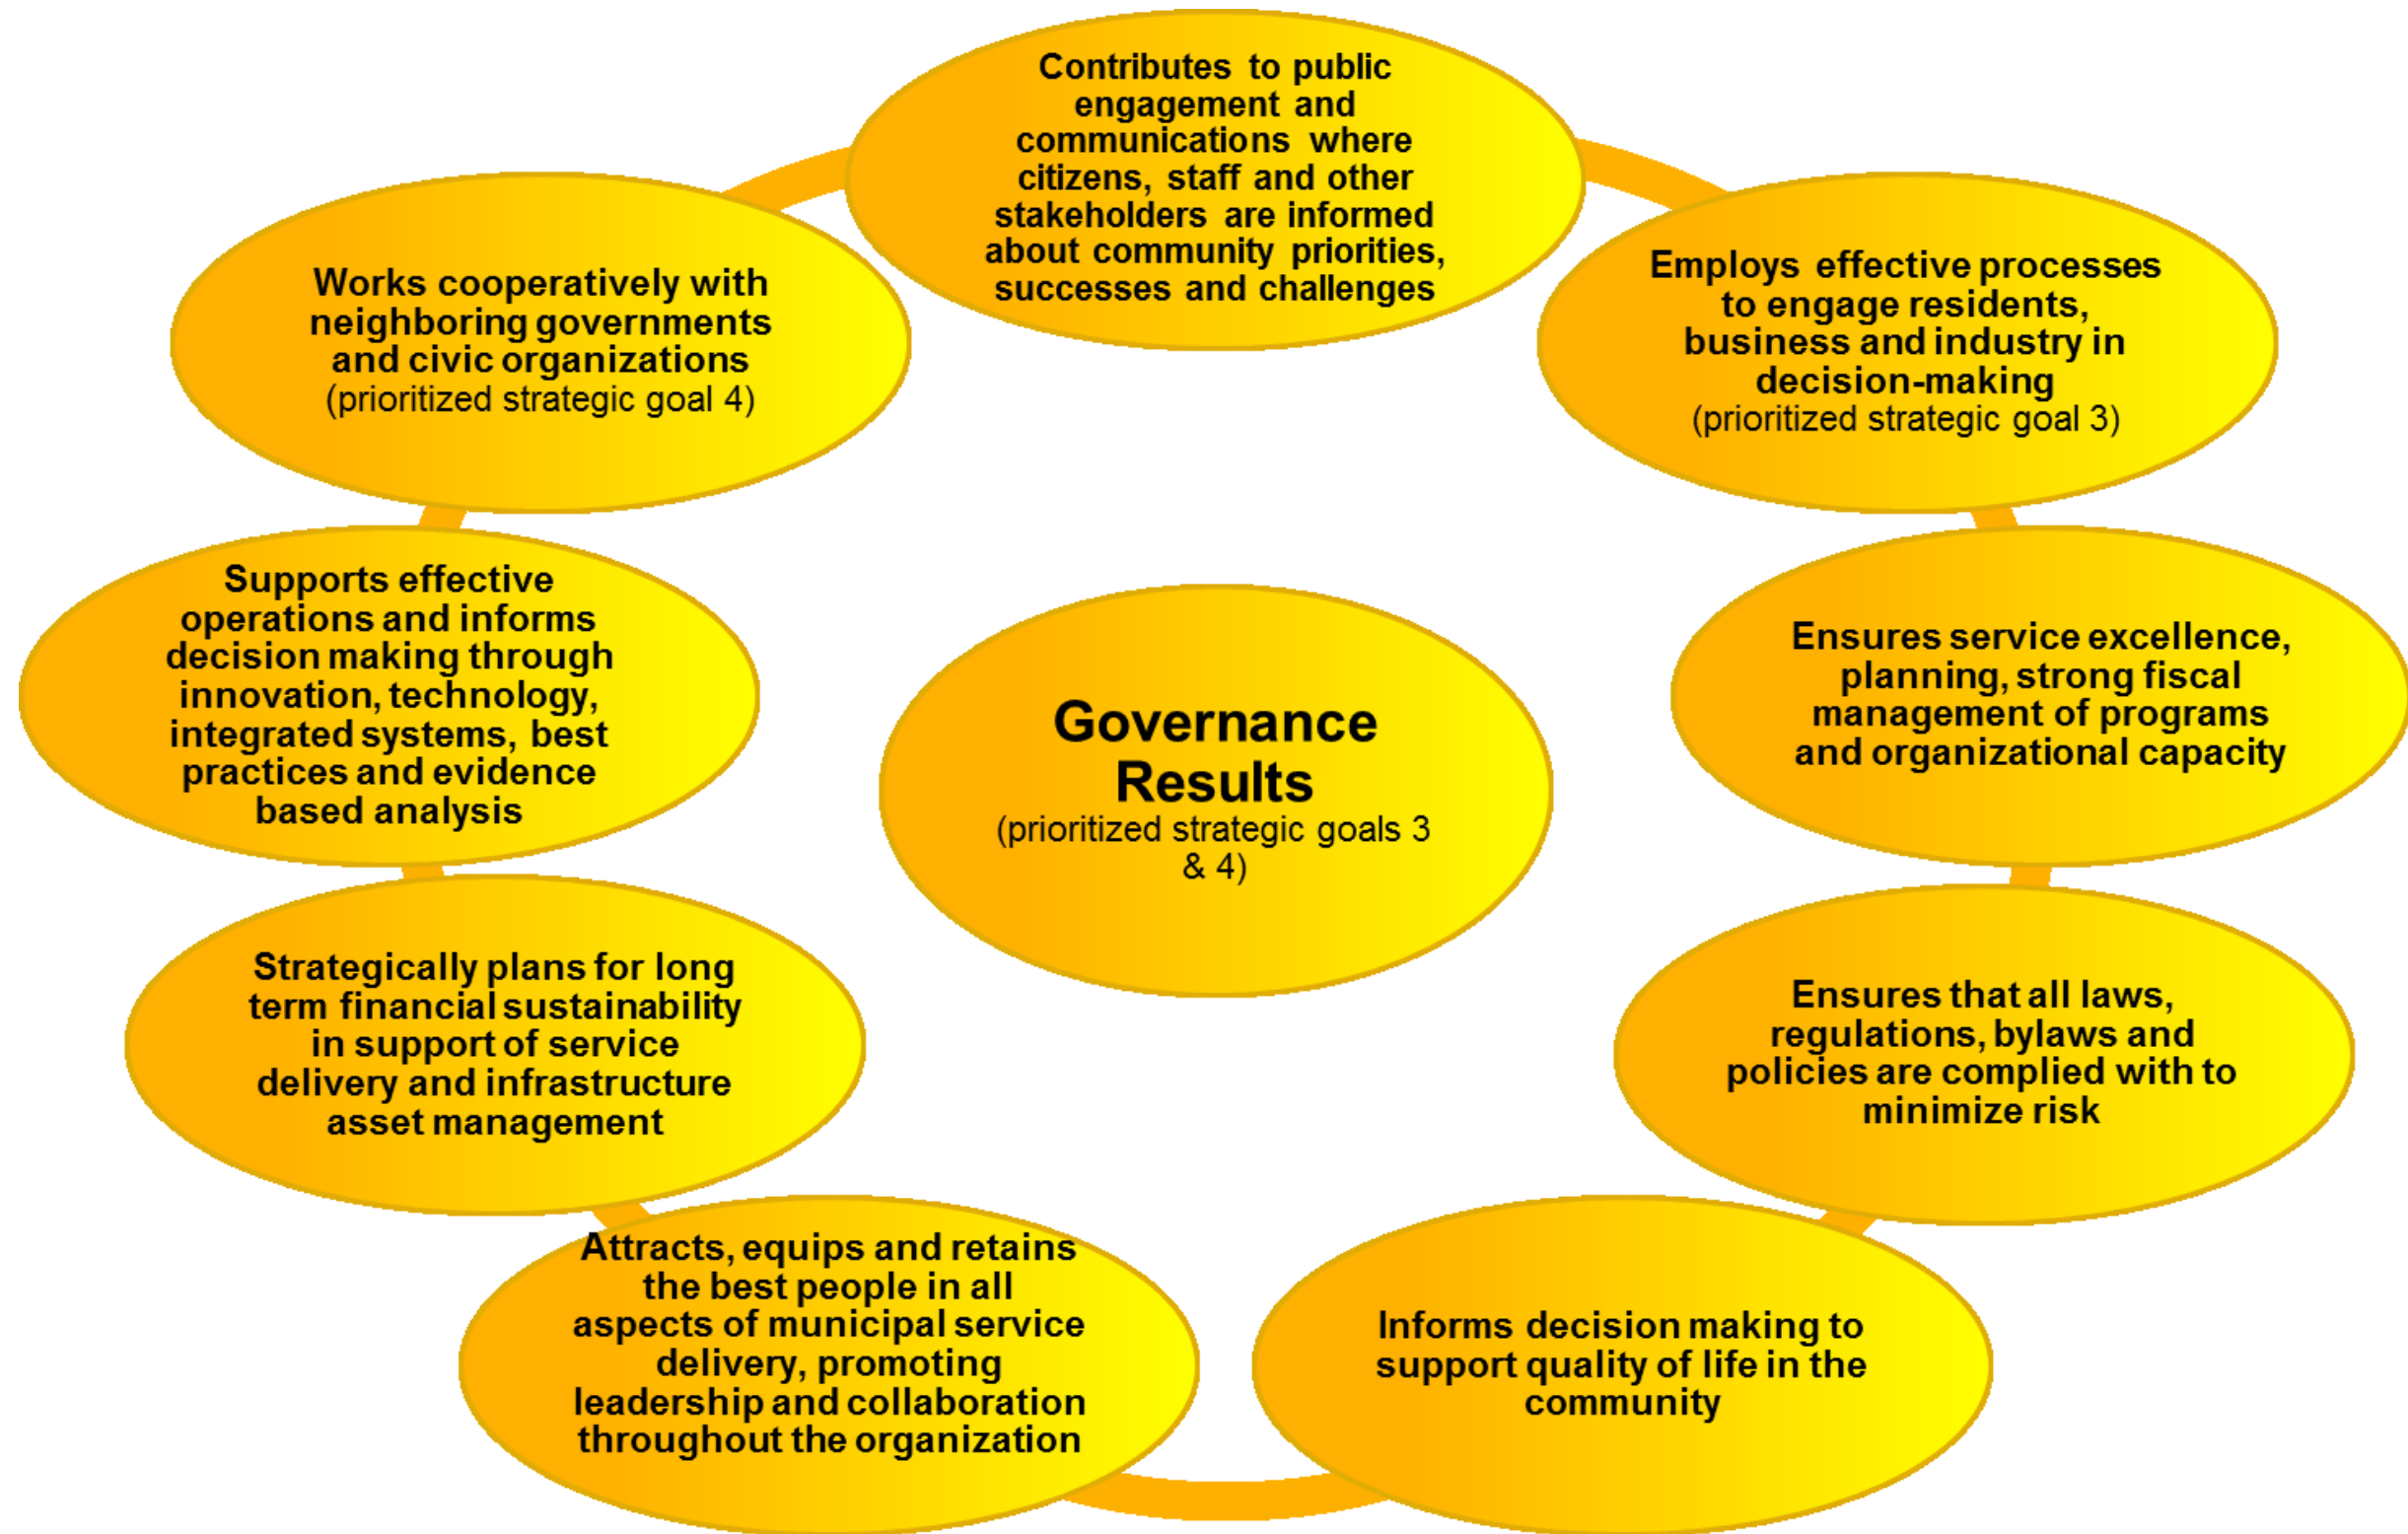 Contributes to public
engagement and
communications where
citizens, staff and other
stakeholders are informed
about community priorities,
successes and challenges
Employs effective processes
to engage residents,
business and industry in
decision-making
(prioritized strategic goal 3)
Ensures service excellence,
planning, strong fiscal
management of programs
and organizational capacity
Ensures that all laws,
regulations, bylaws and
policies are complied with to
minimize risk
Informs decision making to
support quality of life in the
community
Attracts, equips and retains
the best people in all
aspects of municipal service
delivery, promoting
leadership and collaboration
throughout the organization
Strategically plans for long
term financial sustainability
in support of service
delivery and infrastructure
asset management
Supports effective
operations and informs
decision making through
innovation, technology,
integrated systems, best
practices and evidence
based analysis
Works cooperatively with
neighboring governments
and civic organizations
(prioritized strategic goal 4)
Governance
Results
(prioritized strategic goals 3
& 4)